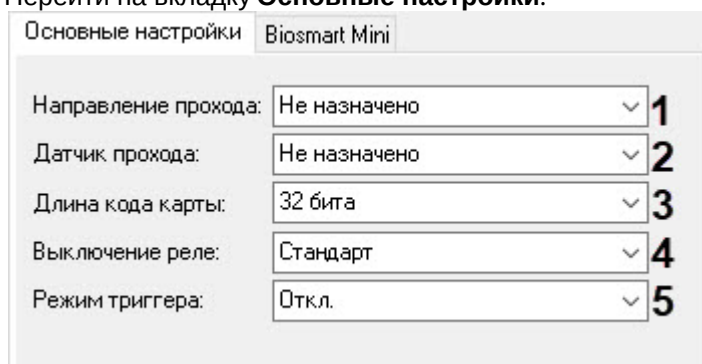 Перейти на вкладку Основные настройки.
Основные настройки Biosmart Mini
Направление прохода: Не назначено 1
Датчик прохода: Не назначено 2
Длина кода карты: 32 бита 3
Выключение реле: Стандарт 4
Режим триггера: Откл. 5